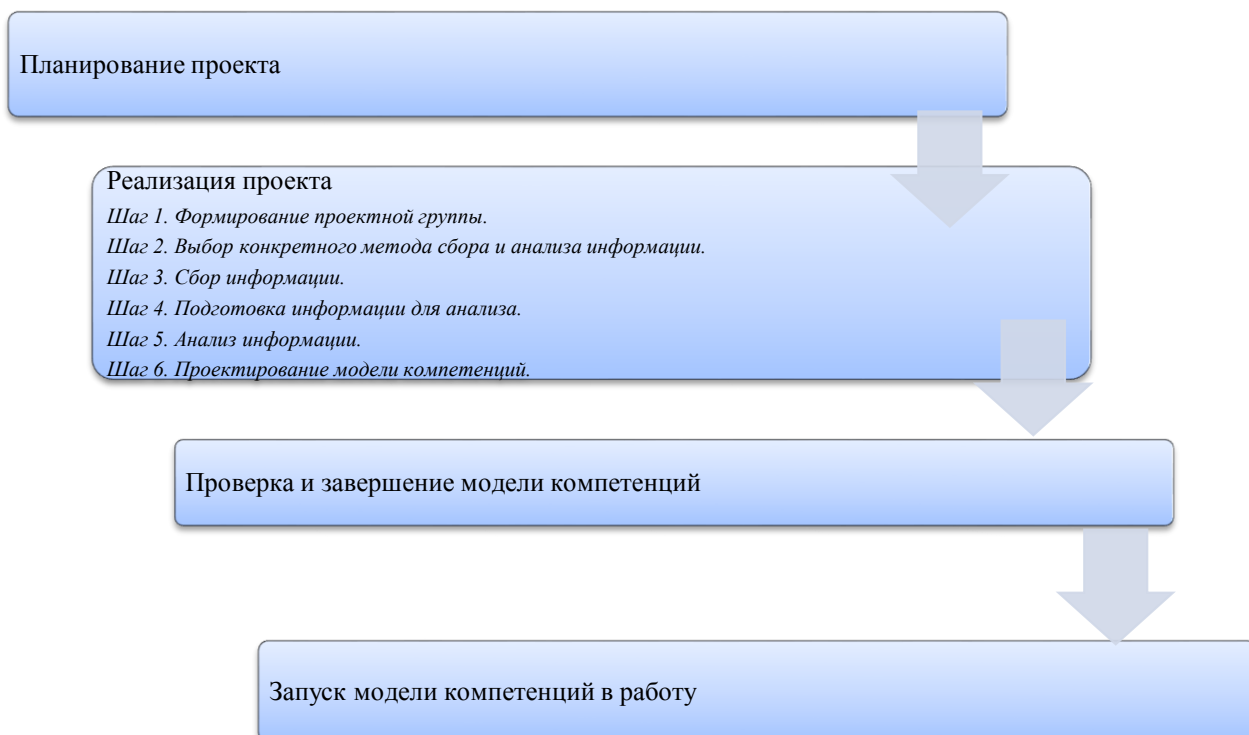 Планирование проекта
Реализация проекта
Шаг 1. Формирование проектной группы.
Шаг 2. Выбор конкретного метода сбора и анализа информации.
Шаг 3. Сбор информации.
Шаг 4. Подготовка информации для анализа.
Шаг 5. Анализ информации.
Шаг 6. Проектирование модели компетенций.
Проверка и завершение модели компетенций
Запуск модели компетенций в работу